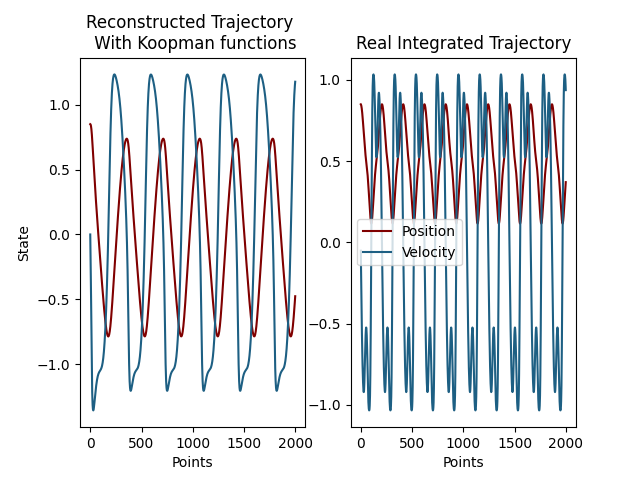 Reconstructed Trajectory
With Koopman functions
Real Integrated Trajectory
State
1.0
0.5
0.0
−0.5
−1.0
0
500
1000
1500
2000
Points
1.0
0.5
0.0
−0.5
−1.0
Position
Velocity
0
500
1000
1500
2000
Points